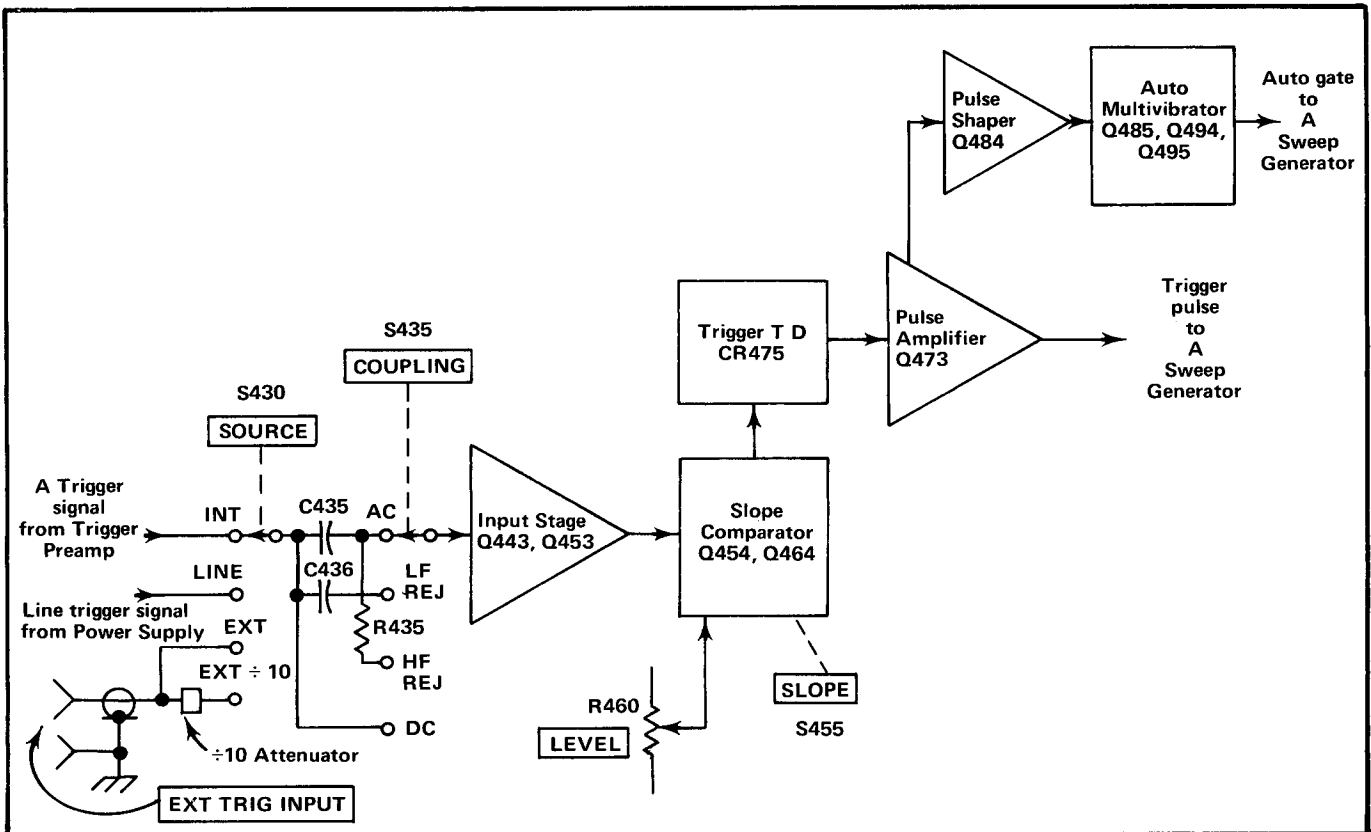 Pulse
Shaper
Q484
Auto
Multivibrator
Q485, Q494,
Q495
Auto gate
to
A
Sweep
Generator
Trigger T D
CR475
Pulse
Amplifier
Q473
Trigger
pulse
to
A
Sweep
Generator
S435
COUPLING
S430
SOURCE
A Trigger
signal
from Trigger
Preamp
INT
C435
AC
Input Stage
Q443, Q453
Slope
Comparator
Q454, Q464
LINE
C436
LF
REJ
Line trigger signal
from Power Supply
EXT
R435
EXT ÷ 10
HF
REJ
DC
÷10 Attenuator
EXT TRIG INPUT
R460
LEVEL
SLOPE
S455